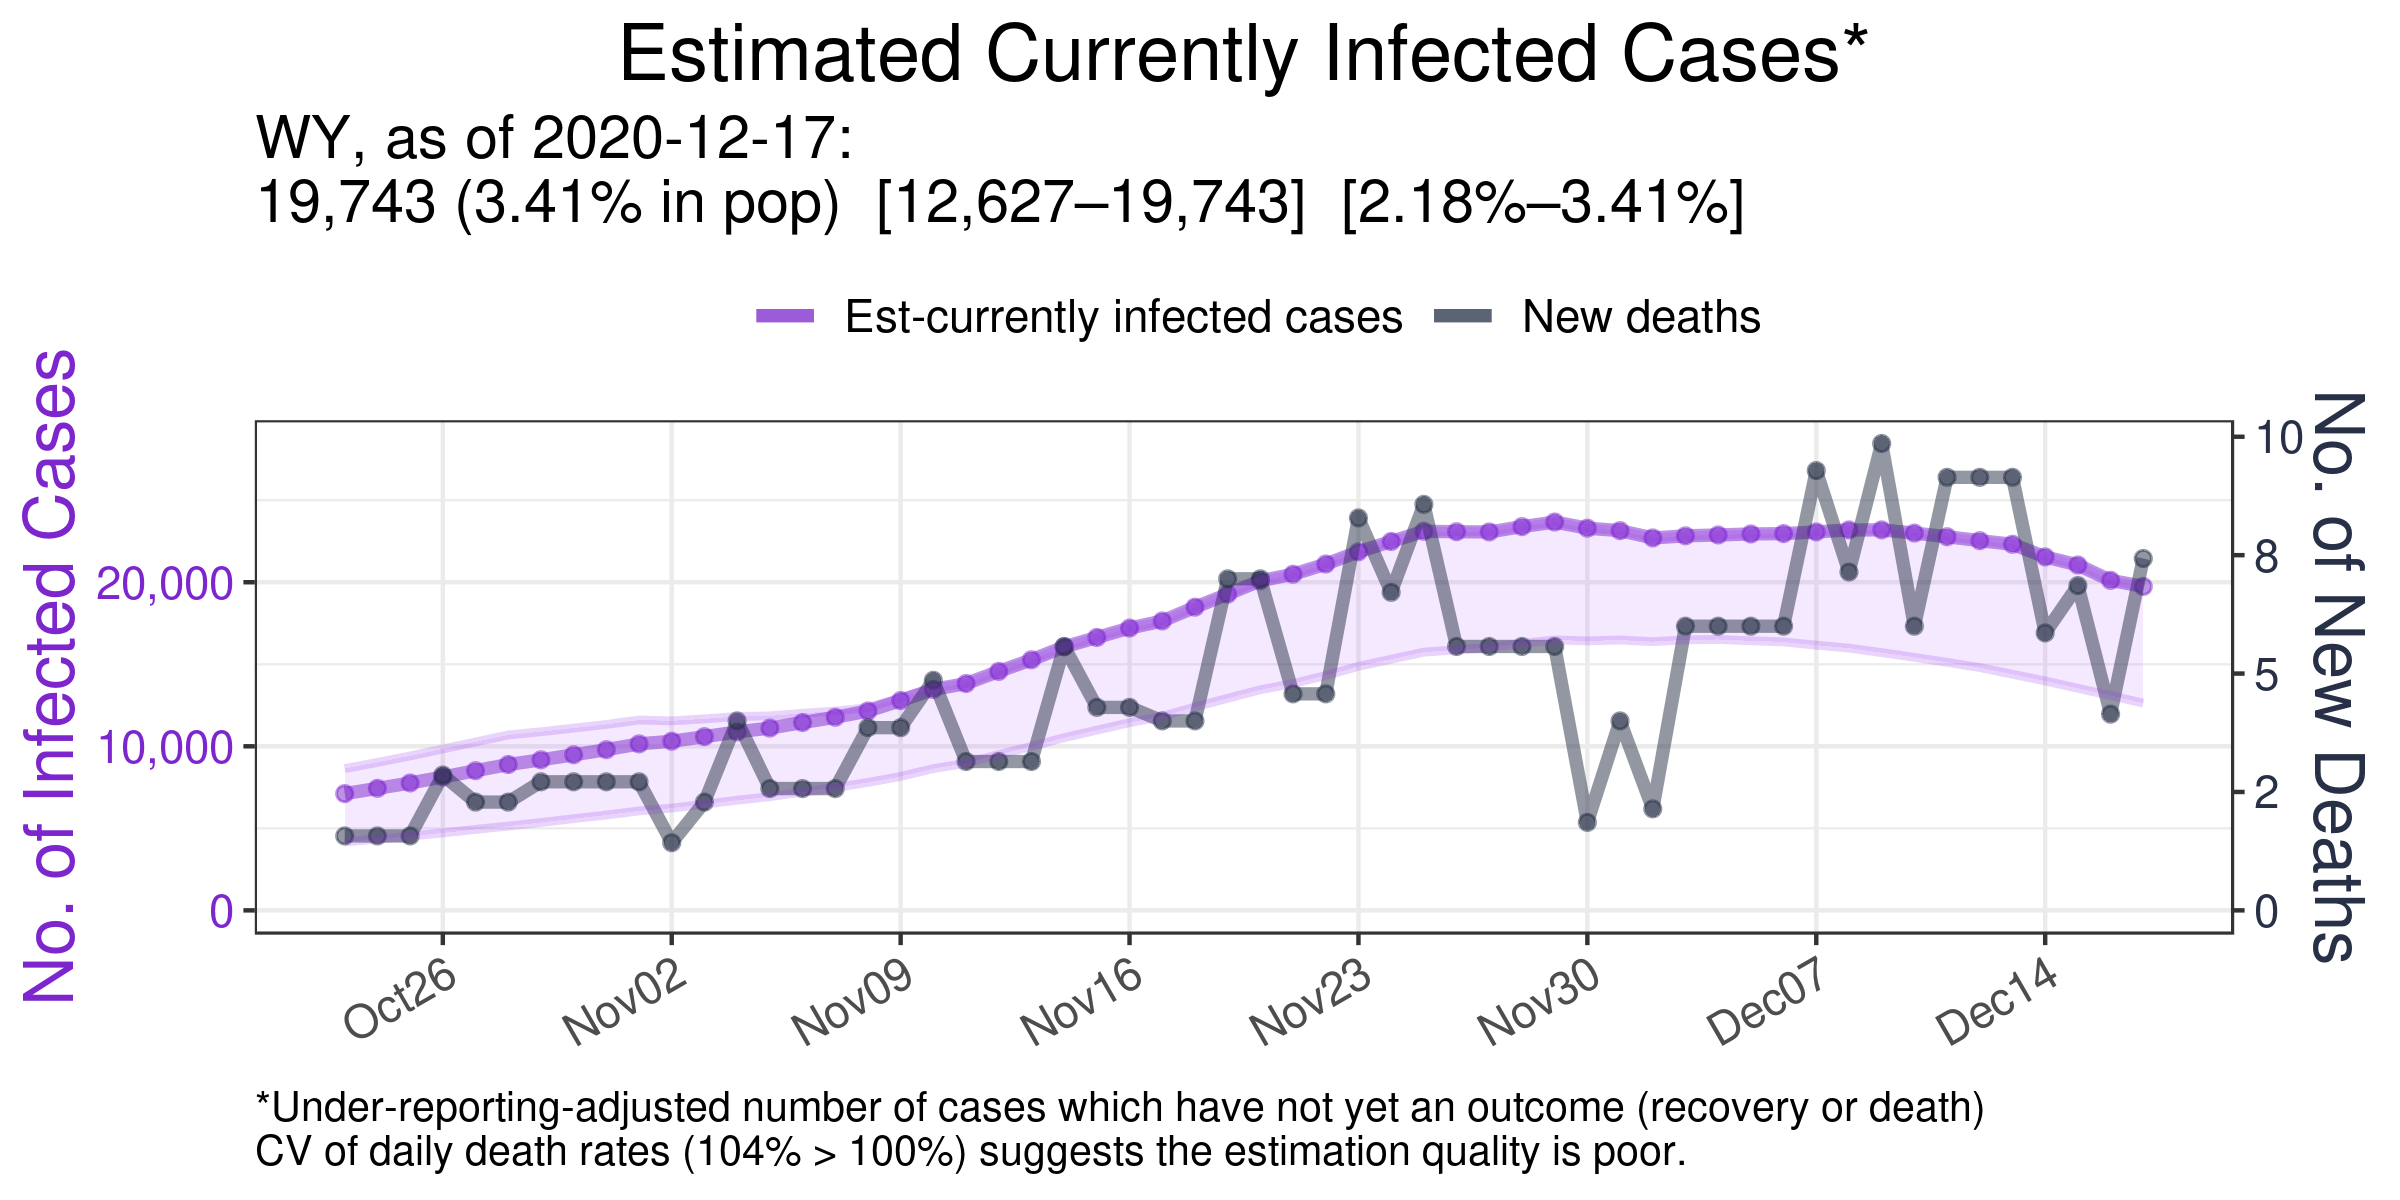 Estimated Currently Infected Cases*
WY, as of 2020-12-17:
19,743 (3.41% in pop)  [12,627–19,743]  [2.18%–3.41%]
Est-currently infected cases
New deaths
No. of Infected Cases
20,000
10,000
0
10
8
5
2
0
No. of New Deaths
Oct26
Nov02
Nov09
Nov16
Nov23
Nov30
Dec07
Dec14
*Under-reporting-adjusted number of cases which have not yet an outcome (recovery or death)
CV of daily death rates (104% > 100%) suggests the estimation quality is poor.